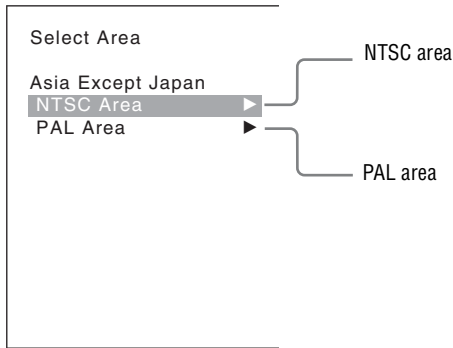 Select Area
Asia Except Japan
NTSC Area ▶
PAL Area ▶
NTSC area
PAL area